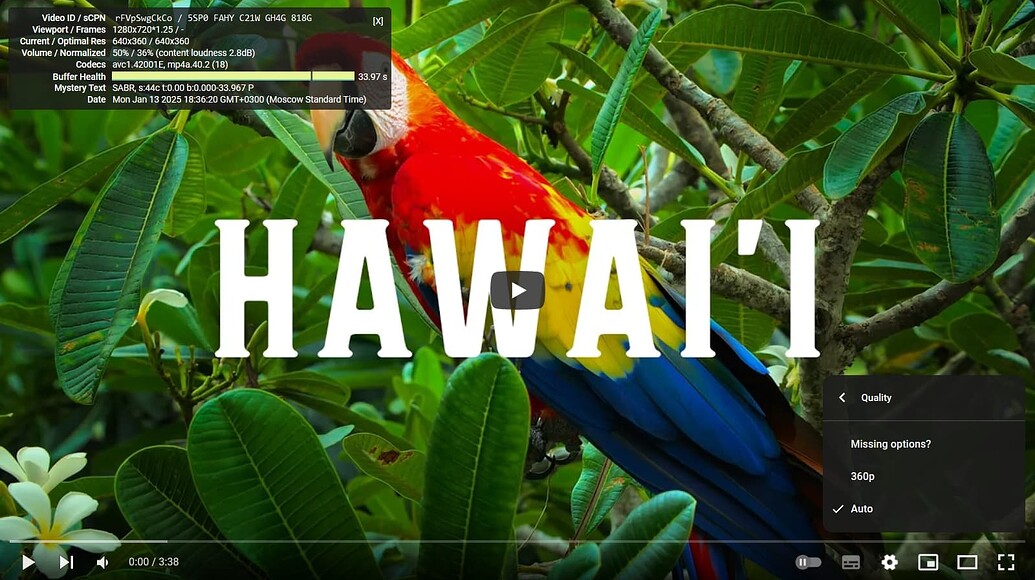 Video ID / sCPN rFVpSwgCkCo / 5SP0 FAHY C21W GH4G 818G [X]
Viewport / Frames 1280x720*1.25 / -
Current / Optimal Res 640x360 / 640x360
Volume / Normalized 50% / 36% (content loudness 2.8dB)
Codecs avc1.42001E, mp4a.40.2 (18)
Buffer Health 33.97 s
Mystery Text SABR, s:44c t:0.00 b:0.000-33.967 P
Date Mon Jan 13 2025 18:36:20 GMT+0300 (Moscow Standard Time)
HAWAI'I
Quality
Missing options?
360p
Auto
0:00 / 3:38